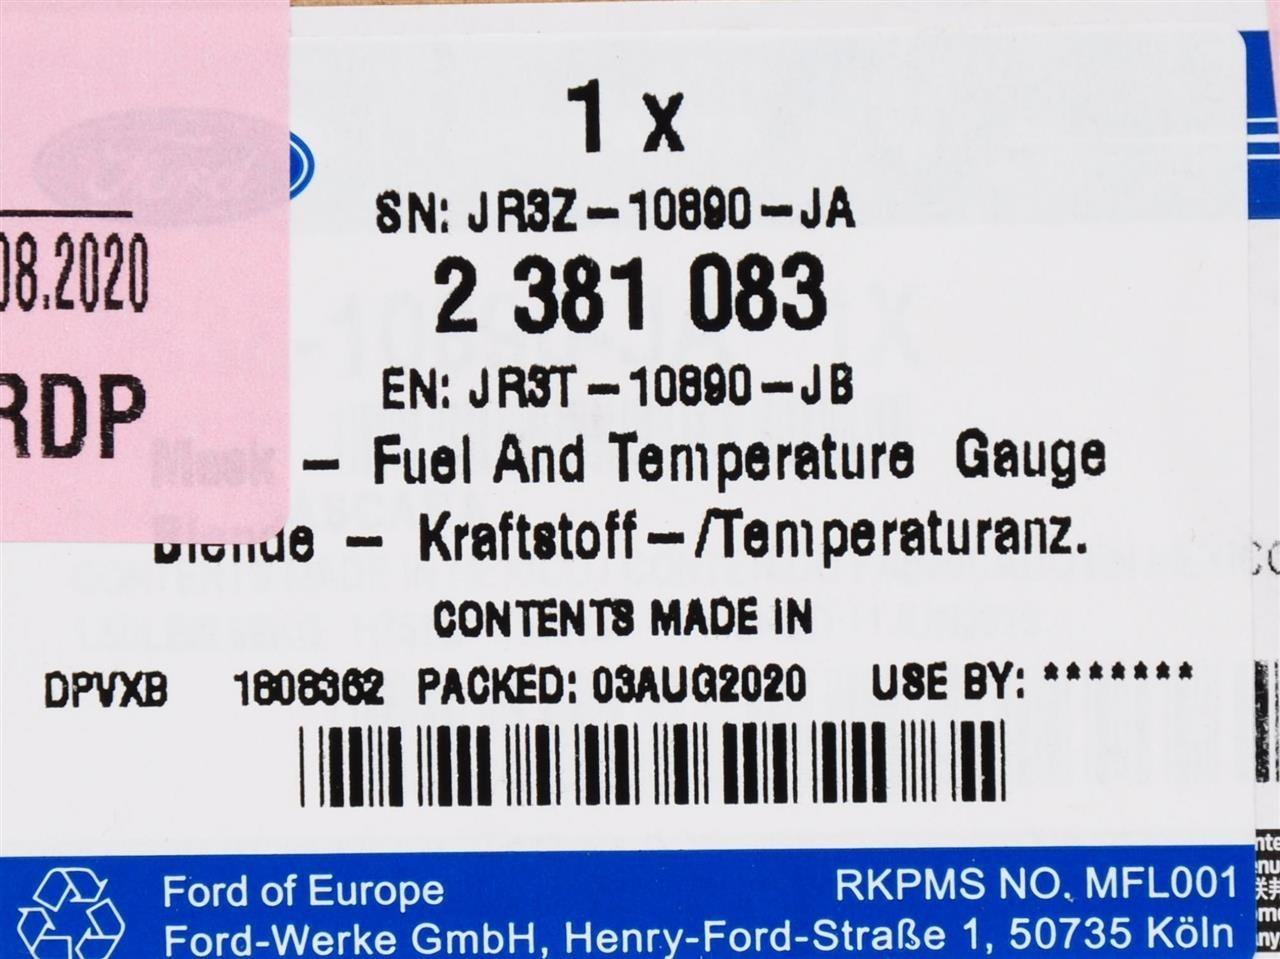 1 x
SN: JR3Z-10890-JA
08.2020
2 381 083
EN: JR3T-10890-JB
RDP
Mask - Fuel And Temperature Gauge
Blende - Kraftstoff-/Temperaturanz.
CONTENTS MADE IN
DPVXB 1808362 PACKED: 03AUG2020 USE BY: *******
Ford of Europe
RKPMS NO. MFL001
Ford-Werke GmbH, Henry-Ford-Straße 1, 50735 Köln